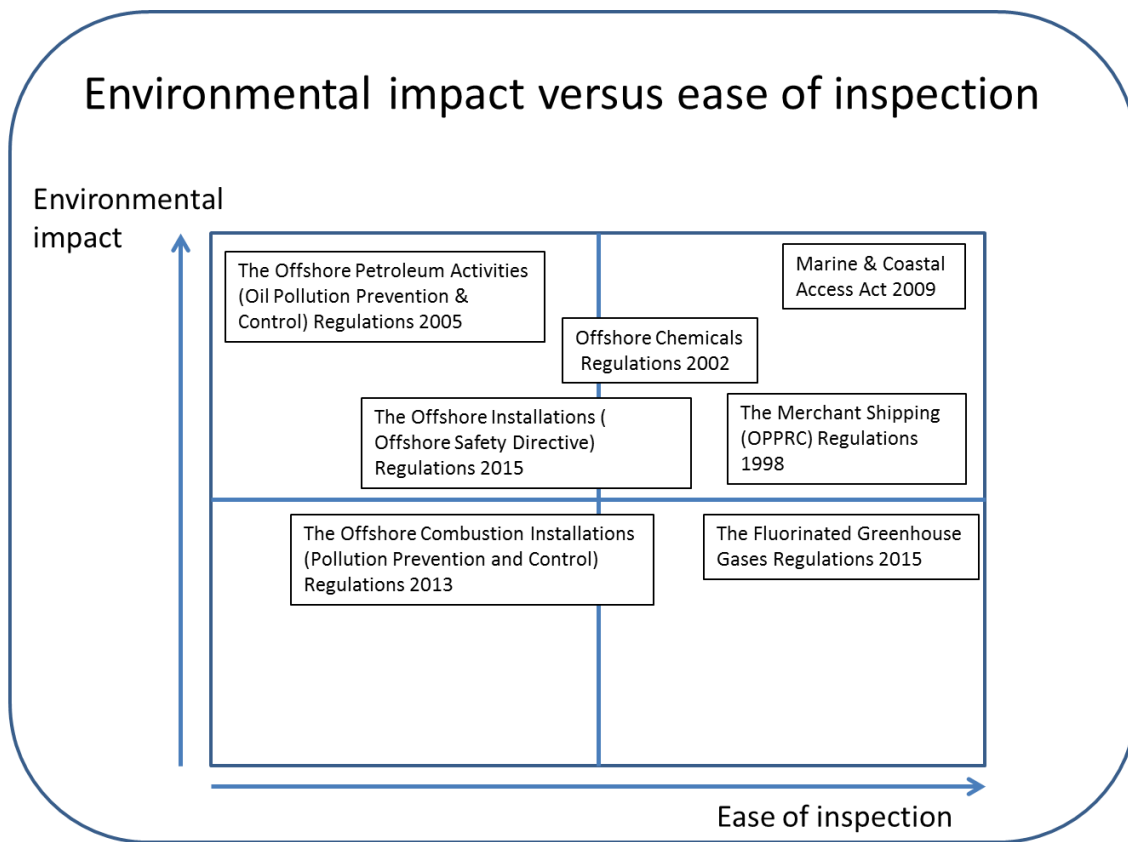 Environmental impact versus ease of inspection
Environmental
impact
The Offshore Petroleum Activities
(Oil Pollution Prevention &
Control) Regulations 2005
Marine & Coastal
Access Act 2009
Offshore Chemicals
Regulations 2002
The Offshore Installations (
Offshore Safety Directive)
Regulations 2015
The Merchant Shipping
(OPPRC) Regulations
1998
The Offshore Combustion Installations
(Pollution Prevention and Control)
Regulations 2013
The Fluorinated Greenhouse
Gases Regulations 2015
Ease of inspection